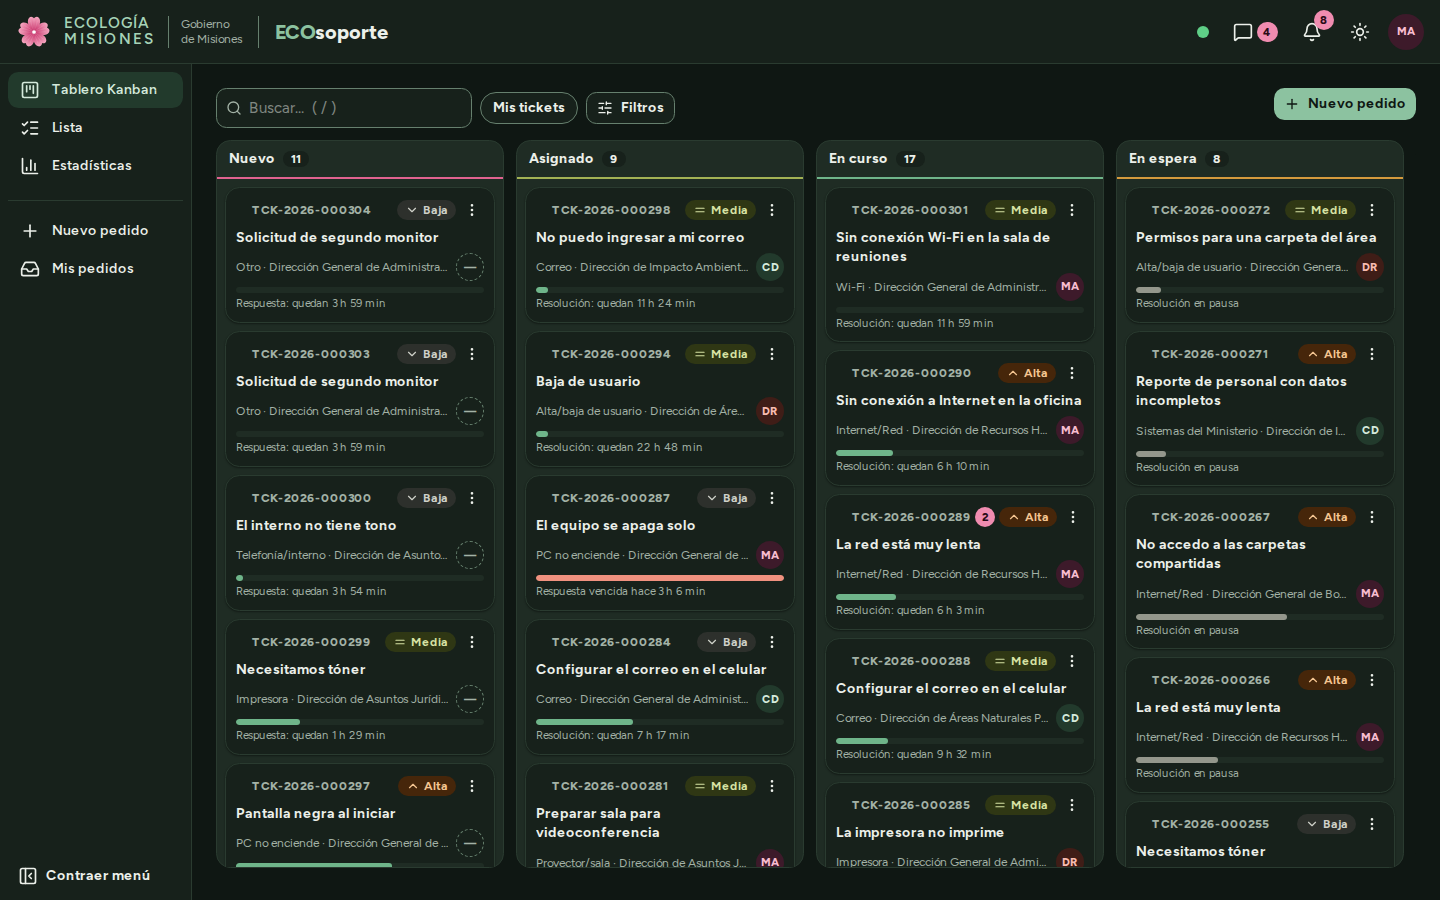 ECOLOGÍA
MISIONES
Gobierno
de Misiones
ECOsoporte
4
8
MA
Tablero Kanban
Lista
Estadísticas
Nuevo pedido
Mis pedidos
Contraer menú
Buscar... ( / )
Mis tickets
Filtros
Nuevo pedido
Nuevo 11
TCK-2026-000304 Baja
Solicitud de segundo monitor
Otro · Dirección General de Administra...
Respuesta: quedan 3 h 59 min
TCK-2026-000303 Baja
Solicitud de segundo monitor
Otro · Dirección General de Administra...
Respuesta: quedan 3 h 59 min
TCK-2026-000300 Baja
El interno no tiene tono
Telefonía/interno · Dirección de Asunto...
Respuesta: quedan 3 h 54 min
TCK-2026-000299 Media
Necesitamos tóner
Impresora · Dirección de Asuntos Jurídi...
Respuesta: quedan 1 h 29 min
TCK-2026-000297 Alta
Pantalla negra al iniciar
PC no enciende · Dirección General de ...
Asignado 9
TCK-2026-000298 Media
No puedo ingresar a mi correo
Correo · Dirección de Impacto Ambient... CD
Resolución: quedan 11 h 24 min
TCK-2026-000294 Media
Baja de usuario
Alta/baja de usuario · Dirección de Áre... DR
Resolución: quedan 22 h 48 min
TCK-2026-000287 Baja
El equipo se apaga solo
PC no enciende · Dirección General de ... MA
Respuesta vencida hace 3 h 6 min
TCK-2026-000284 Baja
Configurar el correo en el celular
Correo · Dirección General de Administ... CD
Resolución: quedan 7 h 17 min
TCK-2026-000281 Media
Preparar sala para
videoconferencia
Proyector/sala · Dirección de Asuntos J... MA
En curso 17
TCK-2026-000301 Media
Sin conexión Wi-Fi en la sala de
reuniones
Wi-Fi · Dirección General de Administr... MA
Resolución: quedan 11 h 59 min
TCK-2026-000290 Alta
Sin conexión a Internet en la oficina
Internet/Red · Dirección de Recursos H... MA
Resolución: quedan 6 h 10 min
TCK-2026-000289 2 Alta
La red está muy lenta
Internet/Red · Dirección de Recursos H... MA
Resolución: quedan 6 h 3 min
TCK-2026-000288 Media
Configurar el correo en el celular
Correo · Dirección de Áreas Naturales P... CD
Resolución: quedan 9 h 32 min
TCK-2026-000285 Media
La impresora no imprime
Impresora · Dirección General de Admi... DR
En espera 8
TCK-2026-000272 Media
Permisos para una carpeta del área
Alta/baja de usuario · Dirección Genera... DR
Resolución en pausa
TCK-2026-000271 Alta
Reporte de personal con datos
incompletos
Sistemas del Ministerio · Dirección de I... CD
Resolución en pausa
TCK-2026-000267 Alta
No accedo a las carpetas
compartidas
Internet/Red · Dirección General de Bo... MA
Resolución en pausa
TCK-2026-000266 Alta
La red está muy lenta
Internet/Red · Dirección de Recursos H... MA
Resolución en pausa
TCK-2026-000255 Baja
Necesitamos tóner